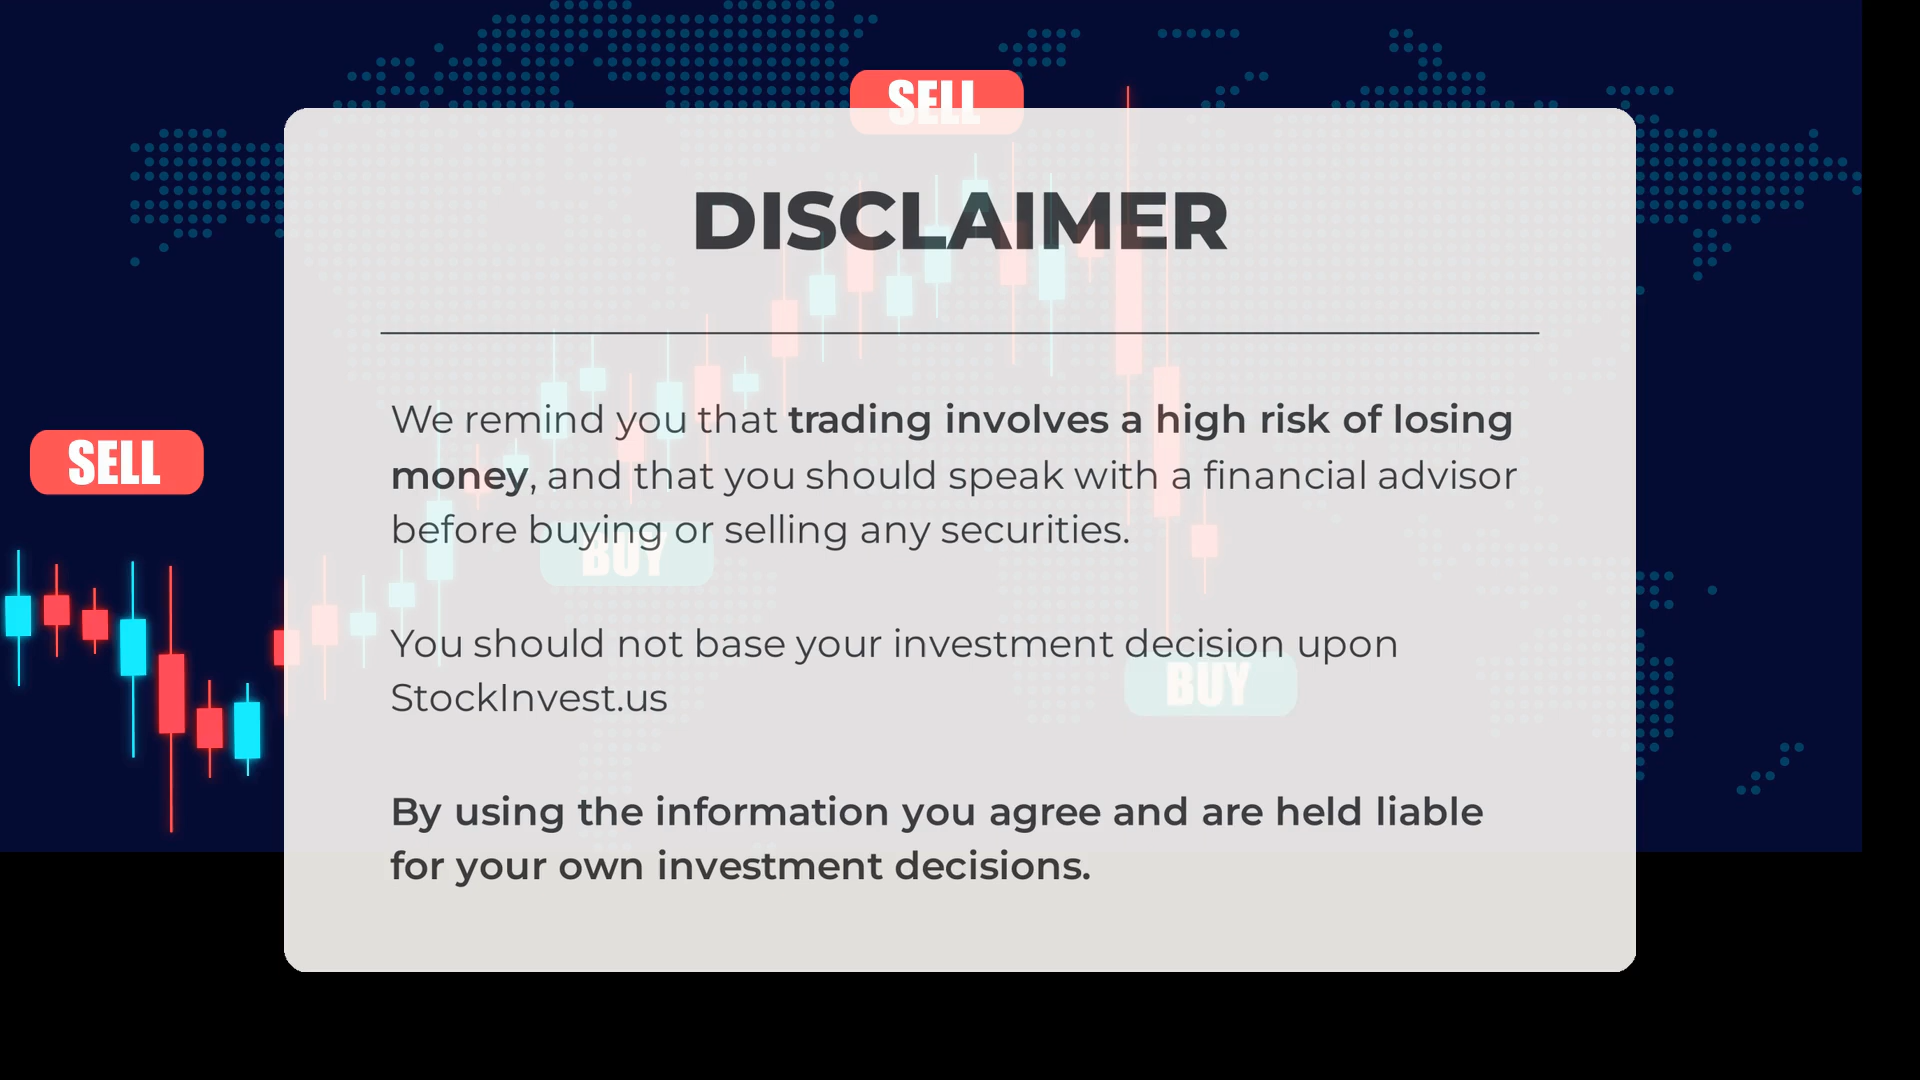 SELL
DISCLAIMER
We remind you that trading involves a high risk of losing
money, and that you should speak with a financial advisor
before buying or selling any securities.
SELL
BUY
You should not base your investment decision upon
StockInvest.us
BUY
By using the information you agree and are held liable
for your own investment decisions.